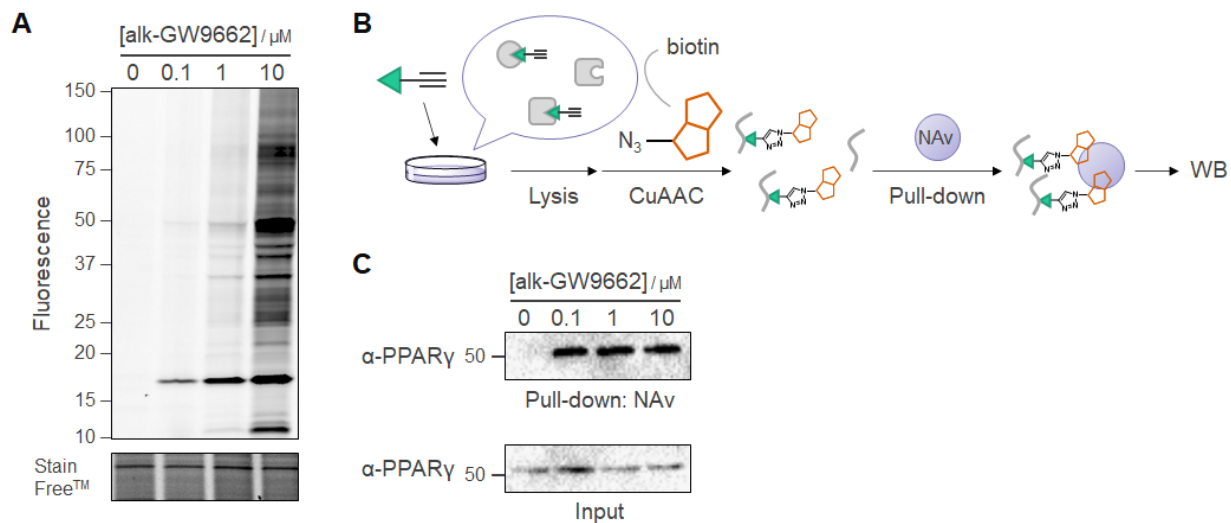 A
[alk-GW9662] / µM
0 0.1 1 10
150
100
75
50
37
25
20
15
10
Fluorescence
Stain
Free™
B
biotin
N3
N N=N
N N=N
NAv
N N=N
N N=N
Lysis
CuAAC
Pull-down
WB
C
[alk-GW9662] / µM
0 0.1 1 10
α-PPARγ 50
Pull-down: NAv
α-PPARγ 50
Input